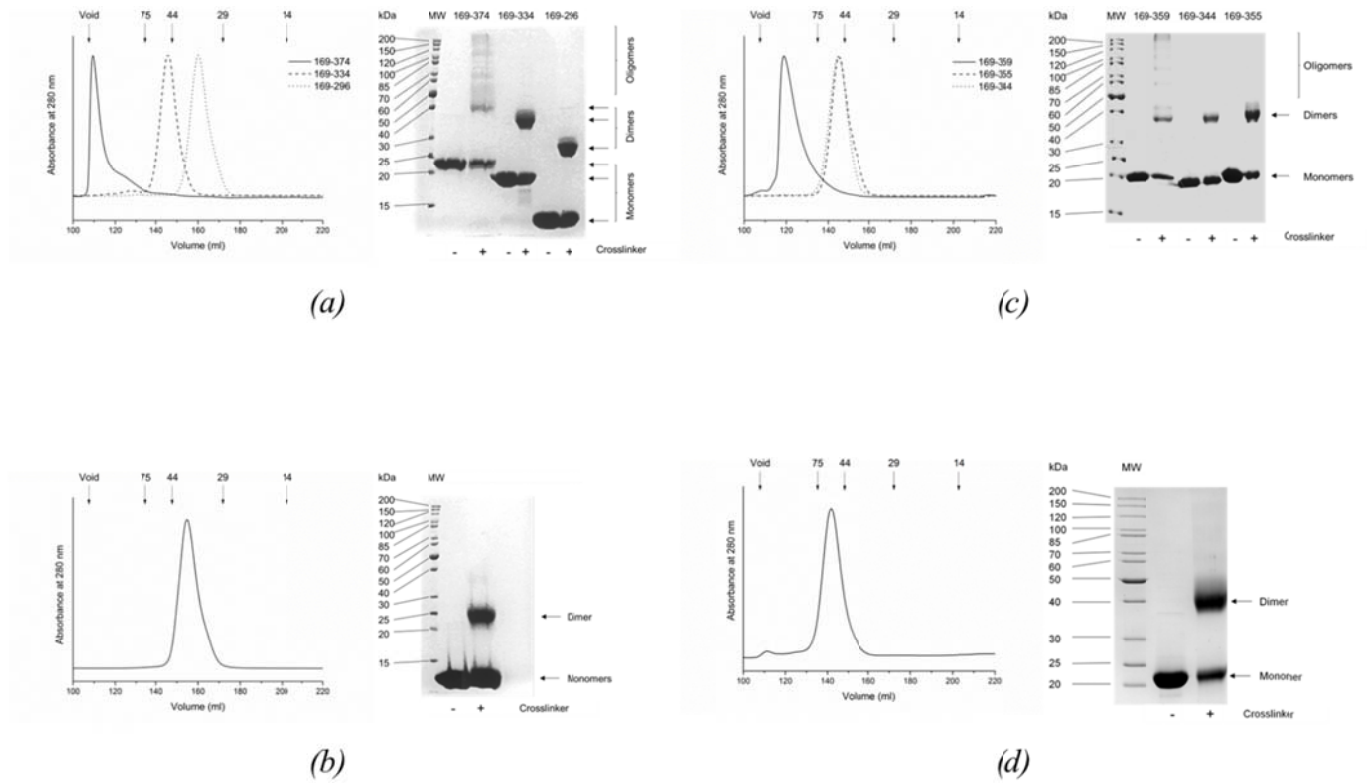 Void 75 44 29 14
Absorbance at 280 nm
169-374
169-334
169-296
100 120 140 160 180 200 220
Volume (ml)
kDa MW 169-374 169-334 169-296
200
150
120
100
85
70
60
50
40
30
25
20
15
Oligomers
Dimers
Monomers
- + - + - + Crosslinker
(a)
Void 75 44 29 14
Absorbance at 280 nm
169-359
169-355
169-344
100 120 140 160 180 200 220
Volume (ml)
kDa MW 169-359 169-344 169-355
200
150
120
100
85
70
60
50
40
30
25
20
15
Oligomers
Dimers
Monomers
- + - + - + Crosslinker
(c)
Void 75 44 29 14
Absorbance at 280 nm
100 120 140 160 180 200 220
Volume (ml)
kDa MW
200
150
120
100
85
70
60
50
40
30
25
20
15
Dimer
Nonomers
- + Crosslinker
(b)
Void 75 44 29 14
Absorbance at 280 nm
100 120 140 160 180 200 220
Volume (ml)
kDa MW
200
150
120
100
85
70
60
50
40
30
25
20
Dimer
Mononer
- + Crosslinker
(d)